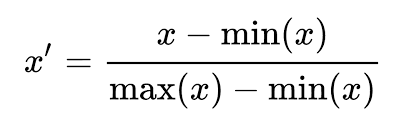 x′ = (x − min(x)) / (max(x) − min(x))